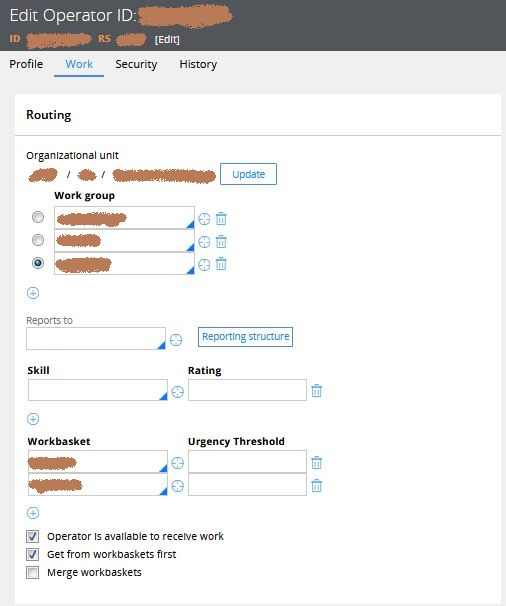 Edit Operator ID:
ID RS [Edit]
Profile Work Security History
Routing
Organizational unit
/ / Update
Work group
Reports to
Reporting structure
Skill Rating
Workbasket Urgency Threshold
Operator is available to receive work
Get from workbaskets first
Merge workbaskets